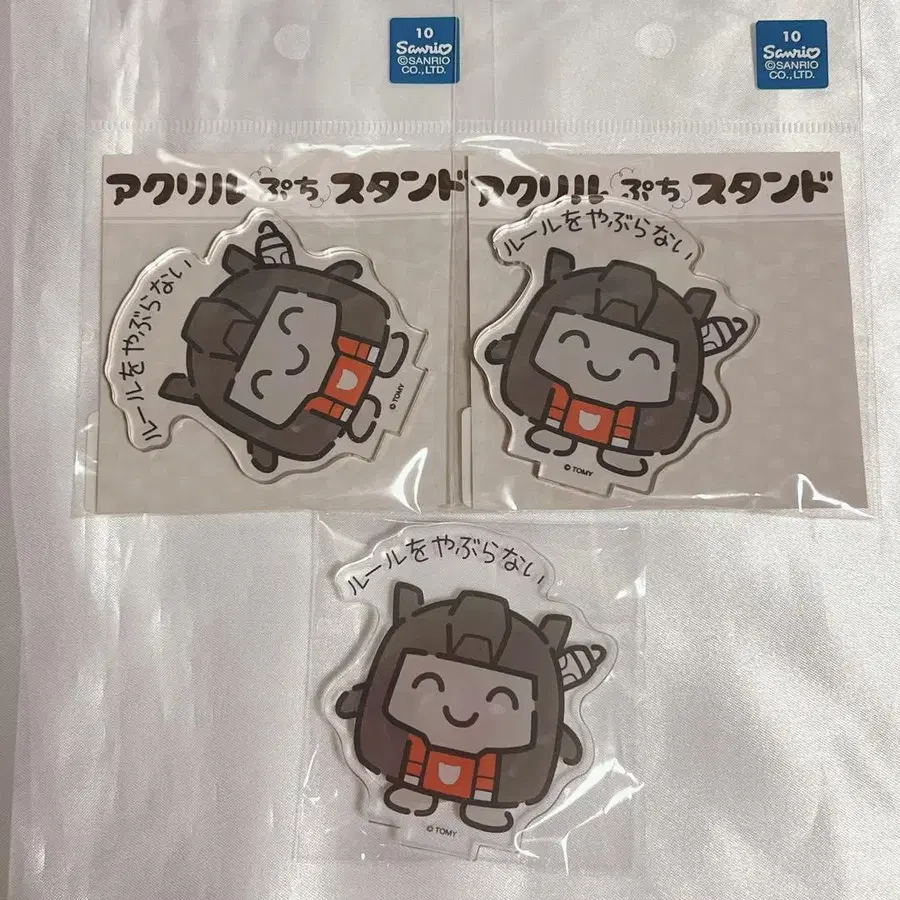 10
Sanrio
©SANRIO
CO., LTD.
10
Sanrio
©SANRIO
CO., LTD.
アクリルぷちスタンド
アクリルぷちスタンド
ルールをやぶらない
ルールをやぶらない
© TOMY
© TOMY
ルールをやぶらない
© TOMY